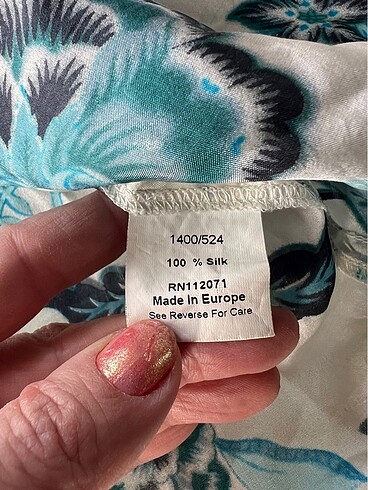 1400/524
100 % Silk
RN112071
Made in Europe
See Reverse For Care